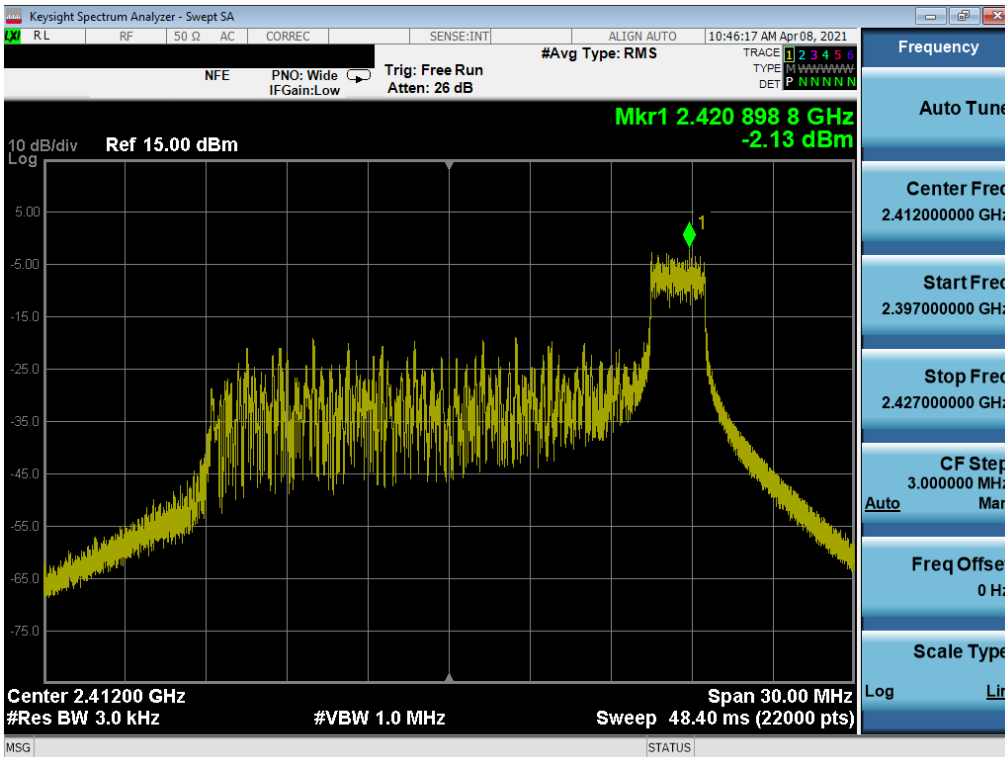 Keysight Spectrum Analyzer - Swept SA
LXI RL RF 50 Ω AC CORREC SENSE:INT ALIGN AUTO 10:46:17 AM Apr 08, 2021
NFE PNO: Wide IFGain:Low Trig: Free Run Atten: 26 dB #Avg Type: RMS
TRACE 1 2 3 4 5 6
TYPE M WWWWW
DET P N N N N N
Mkr1 2.420 898 8 GHz
-2.13 dBm
10 dB/div Ref 15.00 dBm
Log
1
5.00
-5.00
-15.0
-25.0
-35.0
-45.0
-55.0
-65.0
-75.0
Center 2.41200 GHz Span 30.00 MHz
#Res BW 3.0 kHz #VBW 1.0 MHz Sweep 48.40 ms (22000 pts)
MSG STATUS
Frequency
Auto Tune
Center Freq
2.412000000 GHz
Start Freq
2.397000000 GHz
Stop Freq
2.427000000 GHz
CF Step
3.000000 MHz
Auto Man
Freq Offset
0 Hz
Scale Type
Log Lin